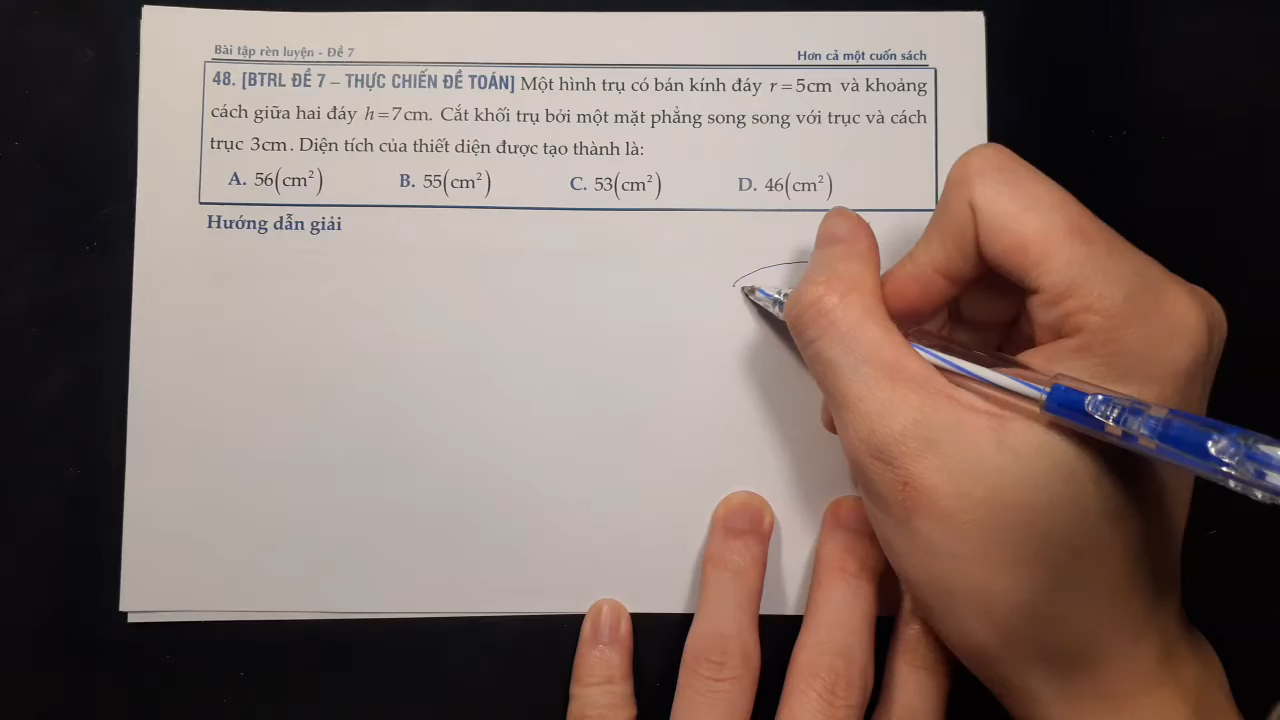 Bài tập rèn luyện - Đề 7
Hơn cả một cuốn sách
48. [BTRL ĐỀ 7 – THỰC CHIẾN ĐỀ TOÁN] Một hình trụ có bán kính đáy r = 5cm và khoảng
cách giữa hai đáy h = 7cm. Cắt khối trụ bởi một mặt phẳng song song với trục và cách
trục 3cm. Diện tích của thiết diện được tạo thành là:
A. 56(cm²) B. 55(cm²) C. 53(cm²) D. 46(cm²)
Hướng dẫn giải